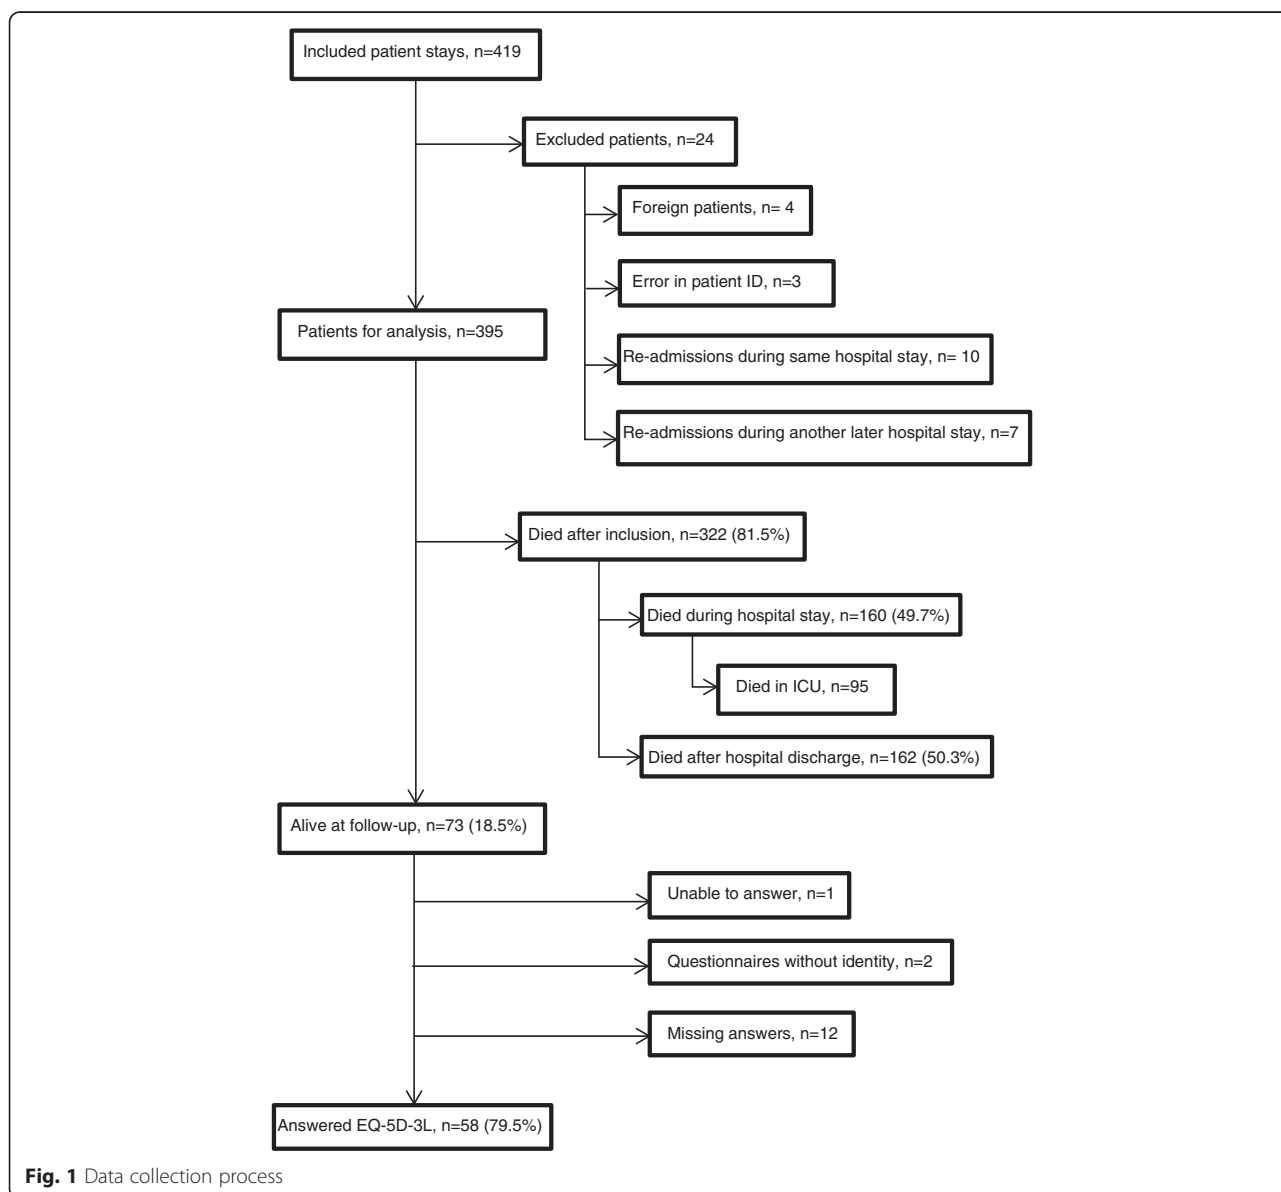 Included patient stays, n=419
Excluded patients, n=24
Foreign patients, n= 4
Error in patient ID, n=3
Patients for analysis, n=395
Re-admissions during same hospital stay, n= 10
Re-admissions during another later hospital stay, n=7
Died after inclusion, n=322 (81.5%)
Died during hospital stay, n=160 (49.7%)
Died in ICU, n=95
Died after hospital discharge, n=162 (50.3%)
Alive at follow-up, n=73 (18.5%)
Unable to answer, n=1
Questionnaires without identity, n=2
Missing answers, n=12
Answered EQ-5D-3L, n=58 (79.5%)
Fig. 1 Data collection process